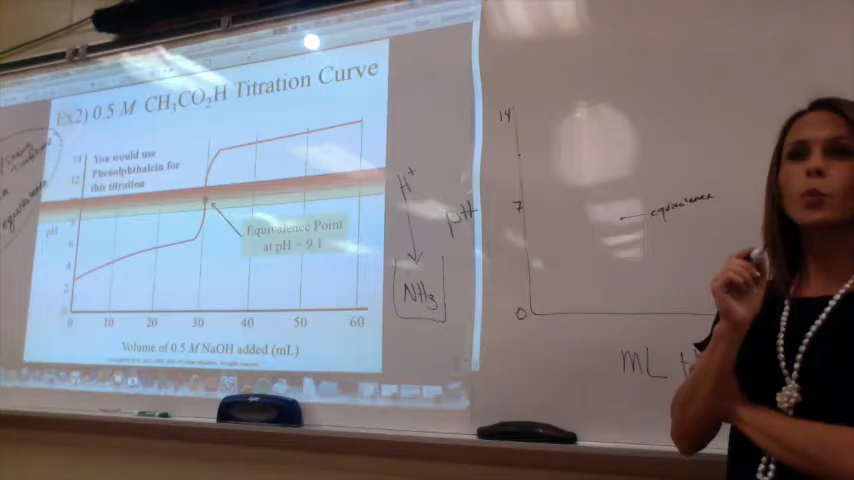 Ex2) 0.5 M CH₃CO₂H Titration Curve
You would use
Phenolphthalein for
this titration
14
12
pH
4
2
0
Equivalence Point
at pH = 9.1
0 10 20 30 40 50 60
Volume of 0.5 M NaOH added (mL)
equivalence
H⁺
NH₃
pH
14
7
0
equivalence
mL